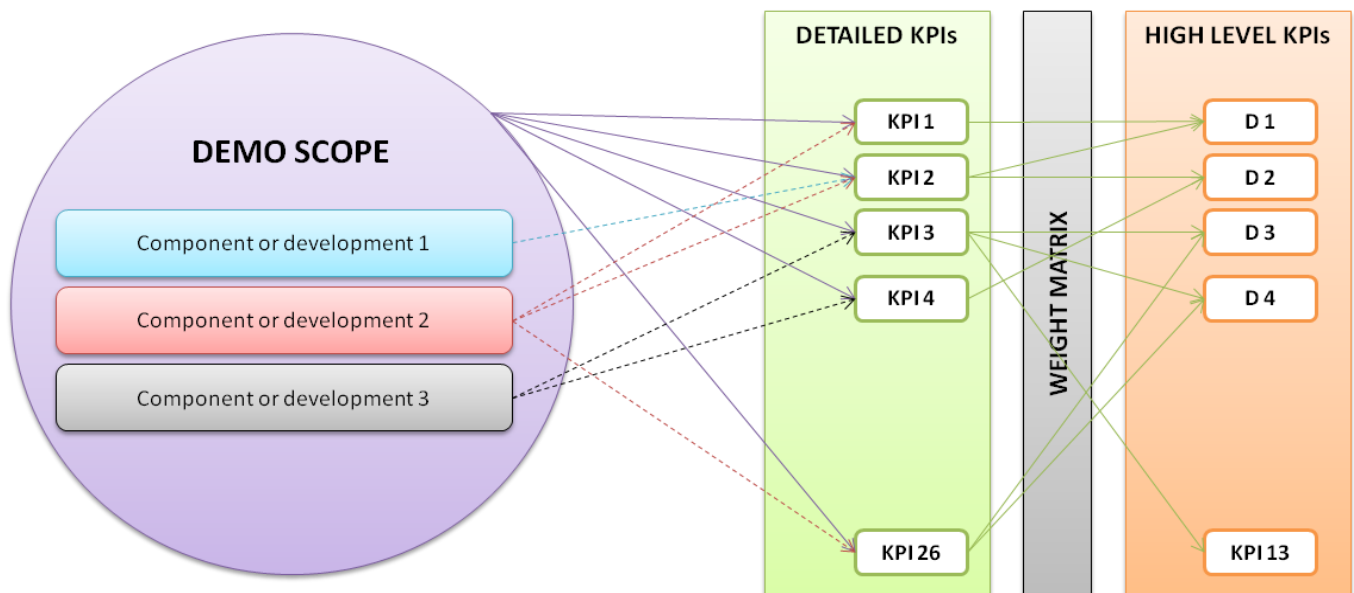 DEMO SCOPE
Component or development 1
Component or development 2
Component or development 3
DETAILED KPIs
KPI 1
KPI 2
KPI 3
KPI 4
KPI 26
WEIGHT MATRIX
HIGH LEVEL KPIs
D 1
D 2
D 3
D 4
KPI 13